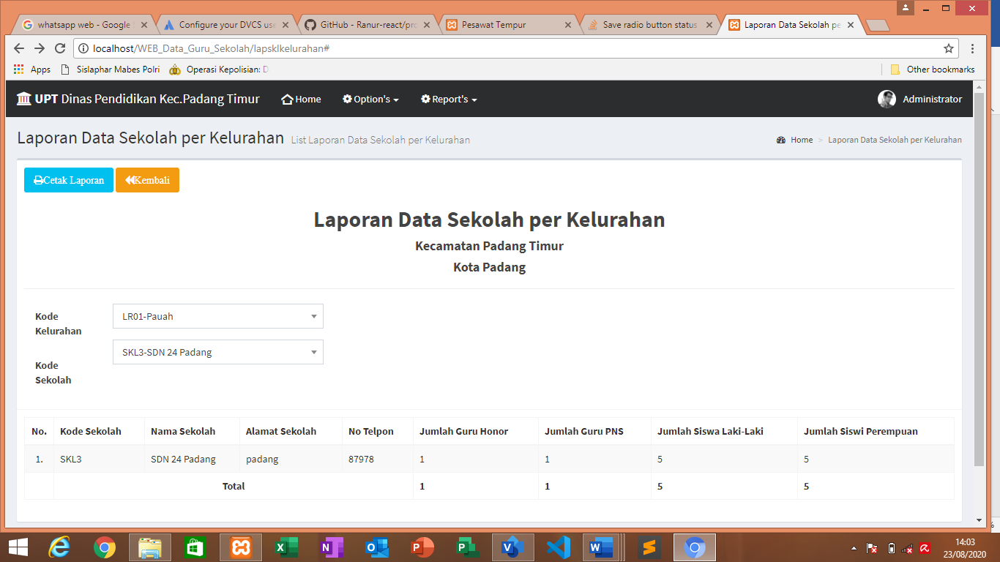 whatsapp web - Google
Configure your DVCS use
GitHub - Ranur-react/pro
Pesawat Tempur
Save radio button status
Laporan Data Sekolah pe
localhost/WEB_Data_Guru_Sekolah/lapsklkelurahan#
Apps Sislaphar Mabes Polri Operasi Kepolisian: D Other bookmarks
UPT Dinas Pendidikan Kec.Padang Timur Home Option's Report's Administrator
Laporan Data Sekolah per Kelurahan List Laporan Data Sekolah per Kelurahan Home > Laporan Data Sekolah per Kelurahan
Cetak Laporan Kembali
Laporan Data Sekolah per Kelurahan
Kecamatan Padang Timur
Kota Padang
Kode Kelurahan LR01-Pauah
Kode Sekolah SKL3-SDN 24 Padang
No. Kode Sekolah Nama Sekolah Alamat Sekolah No Telpon Jumlah Guru Honor Jumlah Guru PNS Jumlah Siswa Laki-Laki Jumlah Siswi Perempuan
1. SKL3 SDN 24 Padang padang 87978 1 1 5 5
Total 1 1 5 5
14:03
23/08/2020